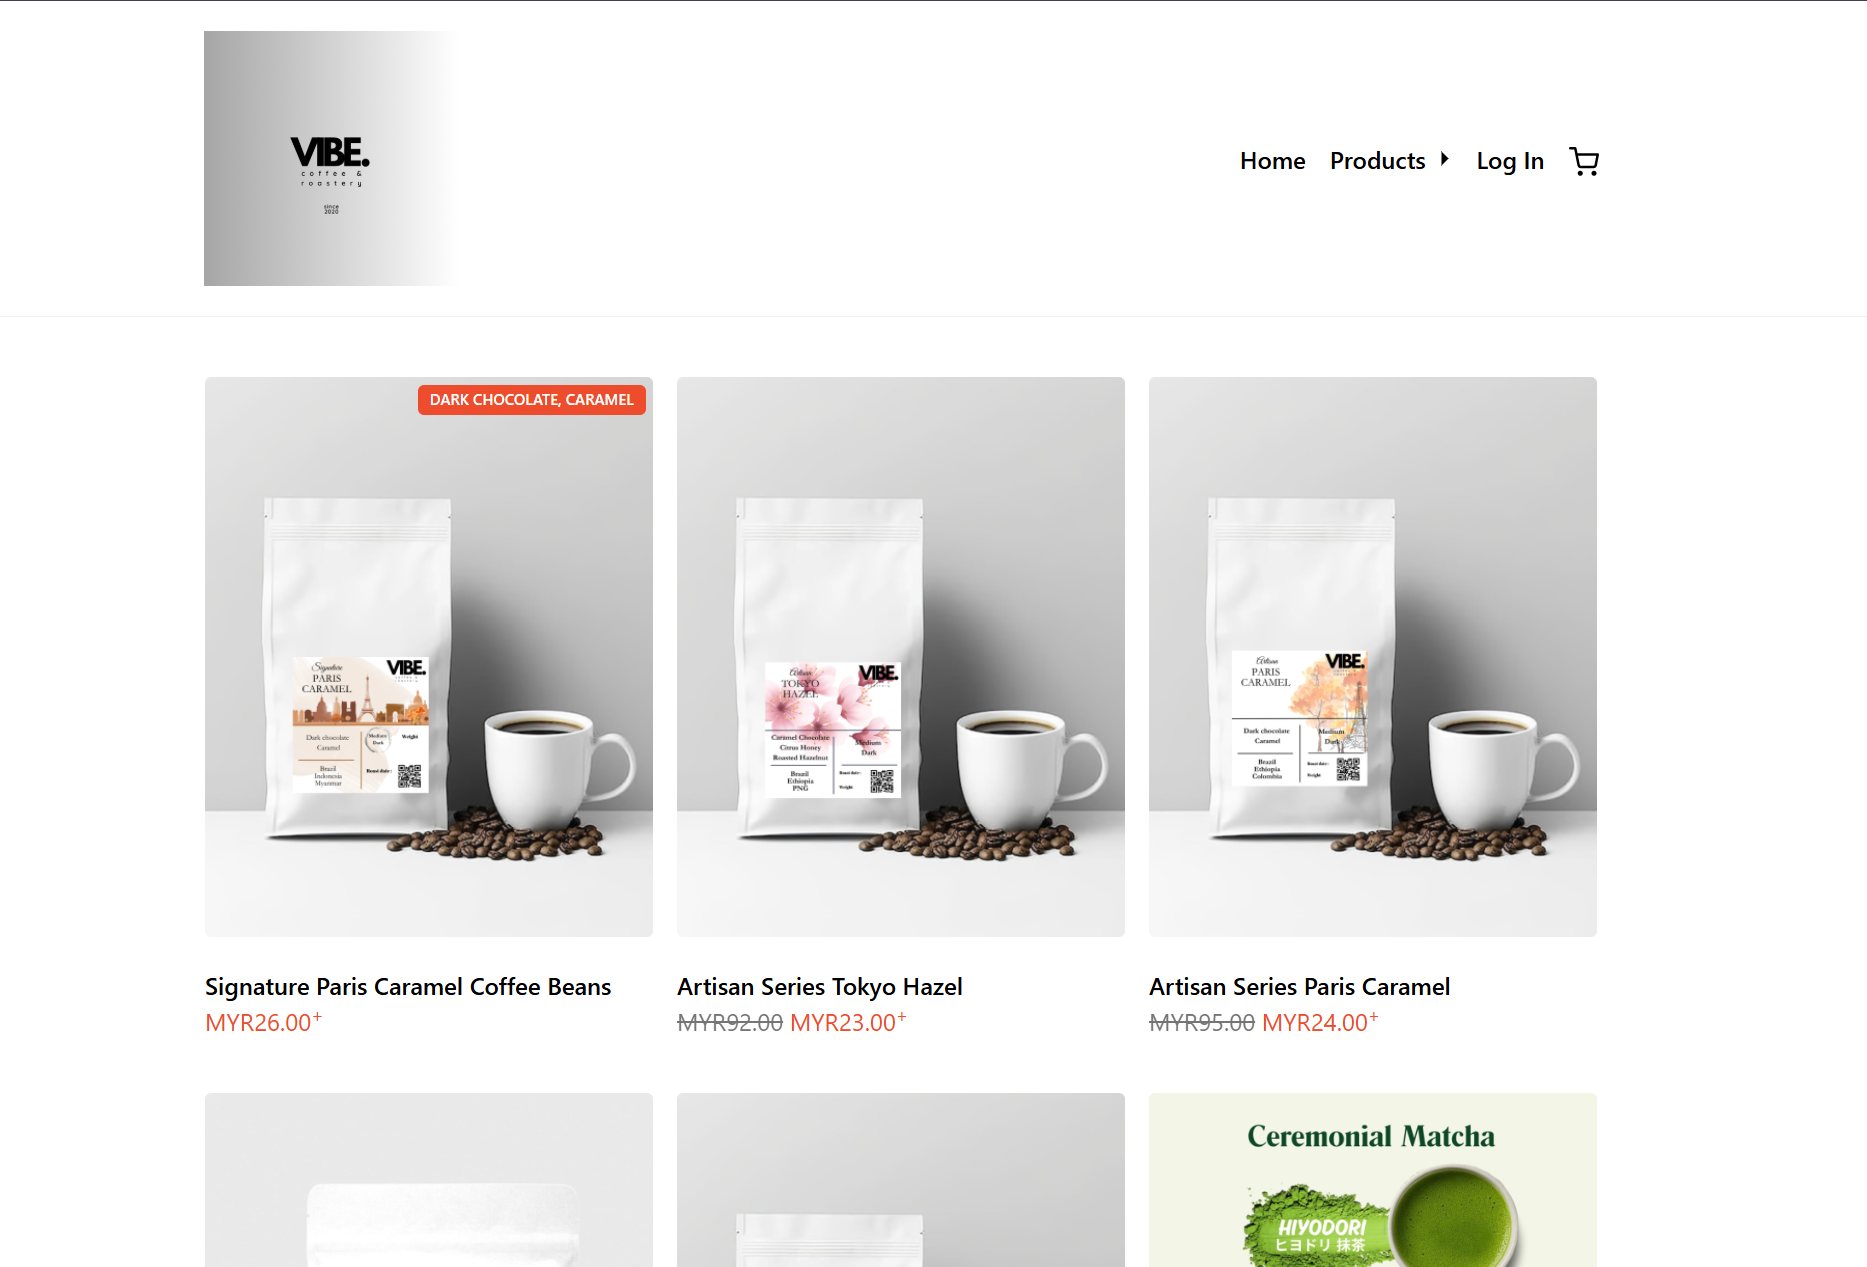 VIBE.
coffee &
roastery
since
2020
Home
Products
Log In
DARK CHOCOLATE, CARAMEL
Signature
PARIS
CARAMEL
VIBE.
Dark chocolate
Caramel
Medium
Dark
Weight
Brazil
Indonesia
Myanmar
Roast date:
Artisan
TOKYO
HAZEL
VIBE.
Caramel Chocolate
Citrus Honey
Roasted Hazelnut
Medium
Dark
Brazil
Ethiopia
PNG
Roast date:
Weight
Artisan
PARIS
CARAMEL
VIBE.
Dark chocolate
Caramel
Medium
Dark
Brazil
Ethiopia
Colombia
Roast date:
Weight
Signature Paris Caramel Coffee Beans
MYR26.00+
Artisan Series Tokyo Hazel
MYR92.00 MYR23.00+
Artisan Series Paris Caramel
MYR95.00 MYR24.00+
Ceremonial Matcha
HIYODORI
ヒヨドリ 抹茶